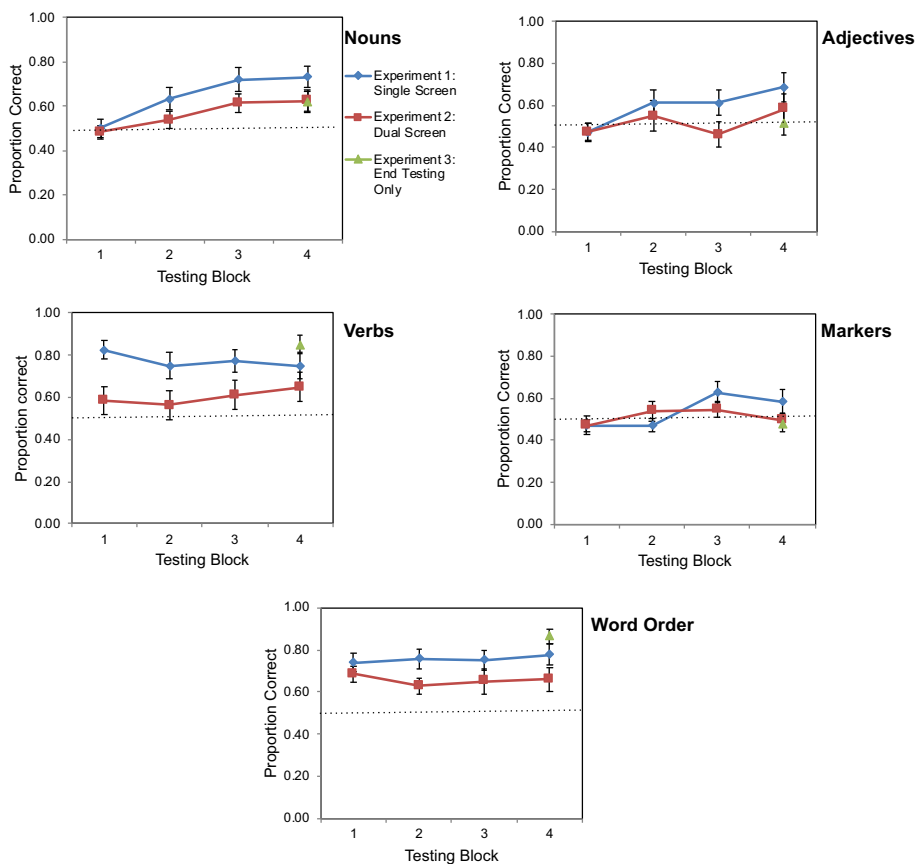 Nouns
1.00
0.80
0.60
0.40
0.20
0.00
Proportion Correct
1 2 3 4
Testing Block
Experiment 1:
Single Screen
Experiment 2:
Dual Screen
Experiment 3:
End Testing
Only
Adjectives
1.00
0.80
0.60
0.40
0.20
0.00
Proportion Correct
1 2 3 4
Testing Block
Verbs
1.00
0.80
0.60
0.40
0.20
0.00
Proportion correct
1 2 3 4
Testing Block
Markers
1.00
0.80
0.60
0.40
0.20
0.00
Proporotion Correct
1 2 3 4
Testing Block
Word Order
1.00
0.80
0.60
0.40
0.20
0.00
Proportion Correct
1 2 3 4
Testing Block